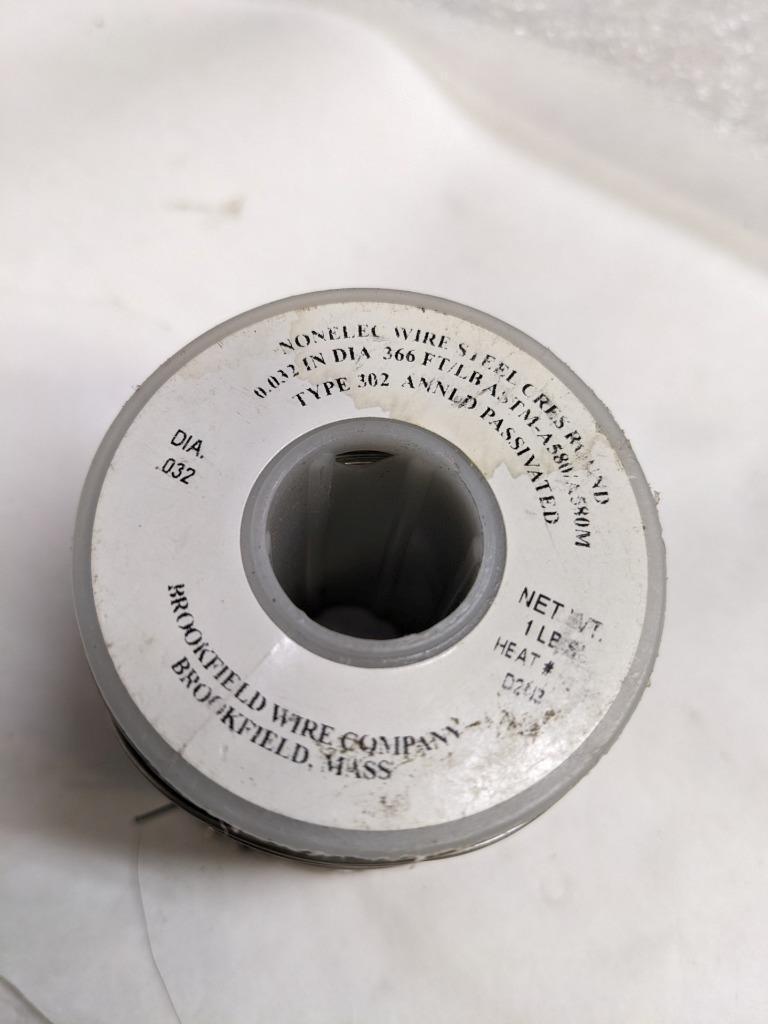 NONELEC WIRE STEEL CRES ROUND
0.032 IN DIA 366 FT/LB ASTM-A580/A580M
TYPE 302 ANNLD PASSIVATED
DIA.
.032
NET WT.
1 LB
HEAT #
BROOKFIELD WIRE COMPANY
BROOKFIELD, MASS